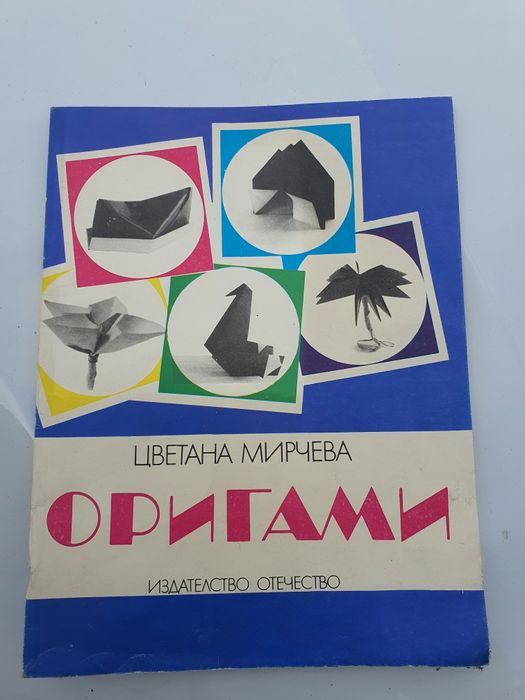 ЦВЕТАНА МИРЧЕВА
ОРИГАМИ
ИЗДАТЕЛСТВО ОТЕЧЕСТВО